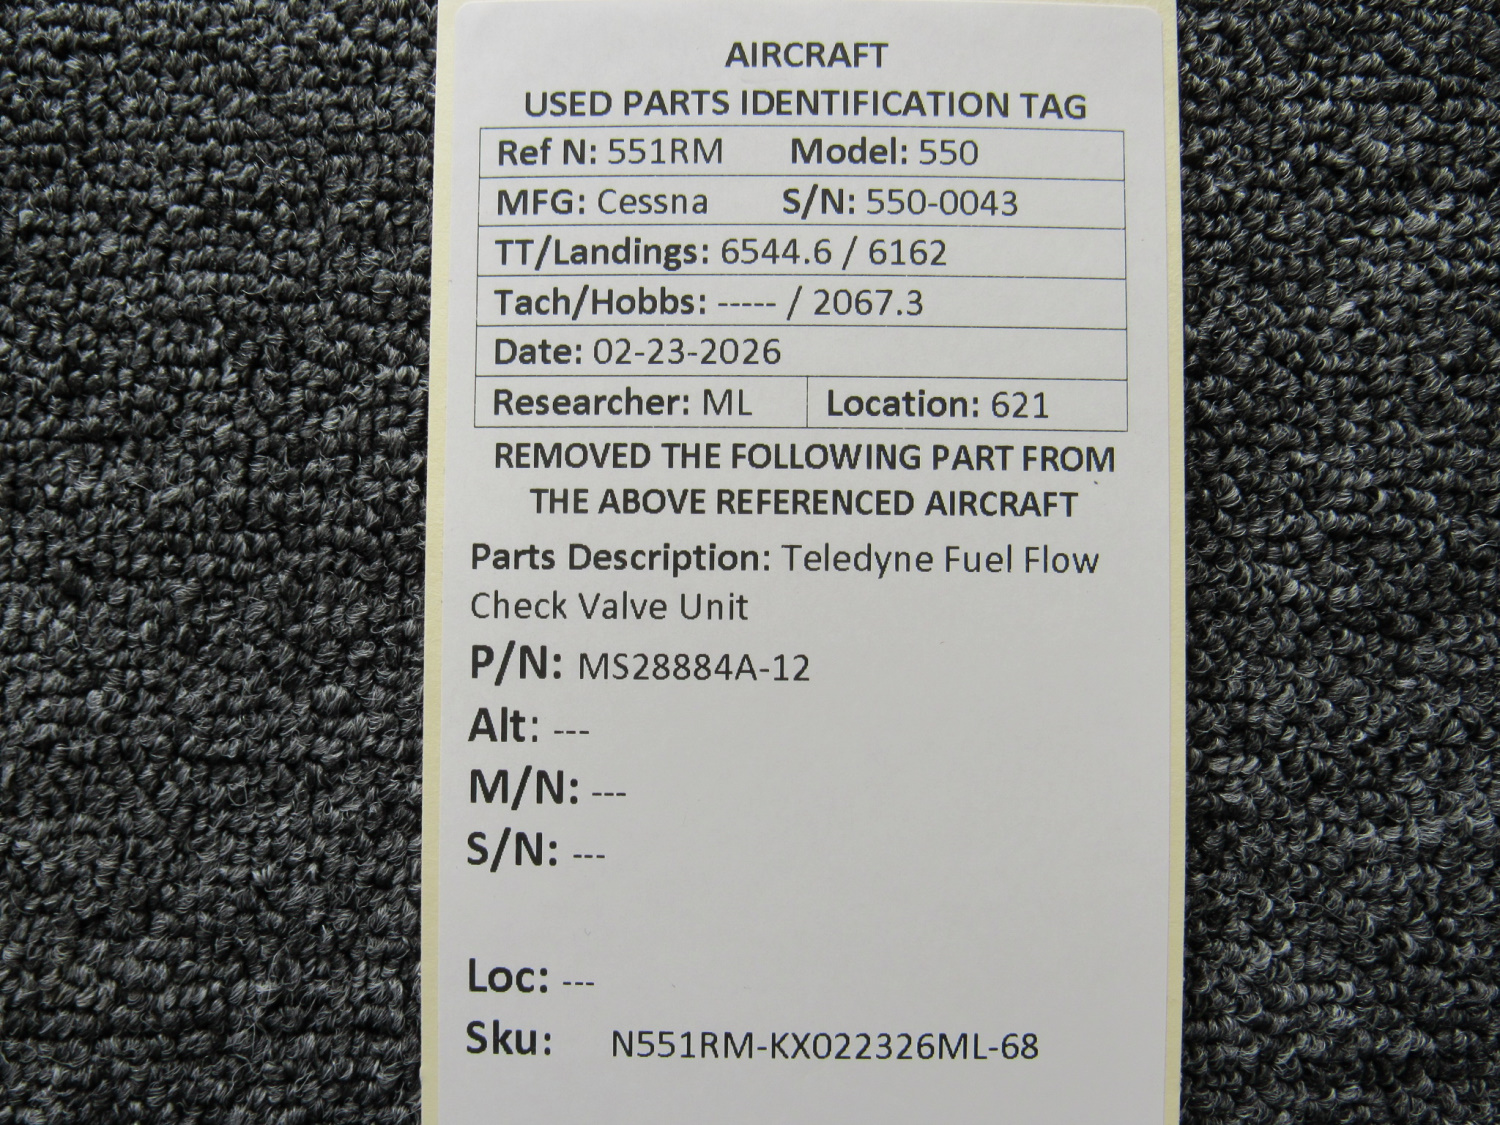 AIRCRAFT
USED PARTS IDENTIFICATION TAG
Ref N: 551RM Model: 550
MFG: Cessna S/N: 550-0043
TT/Landings: 6544.6 / 6162
Tach/Hobbs: ----- / 2067.3
Date: 02-23-2026
Researcher: ML Location: 621
REMOVED THE FOLLOWING PART FROM
THE ABOVE REFERENCED AIRCRAFT
Parts Description: Teledyne Fuel Flow
Check Valve Unit
P/N: MS28884A-12
Alt: ---
M/N: ---
S/N: ---
Loc: ---
Sku: N551RM-KX022326ML-68